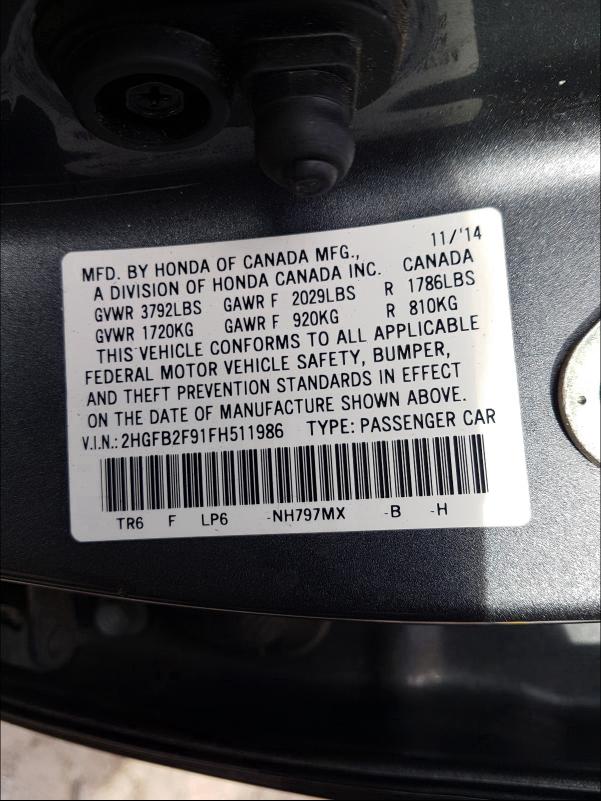 11/'14
MFD. BY HONDA OF CANADA MFG.,
A DIVISION OF HONDA CANADA INC. CANADA
GVWR 3792LBS GAWR F 2029LBS R 1786LBS
GVWR 1720KG GAWR F 920KG R 810KG
THIS VEHICLE CONFORMS TO ALL APPLICABLE
FEDERAL MOTOR VEHICLE SAFETY, BUMPER,
AND THEFT PREVENTION STANDARDS IN EFFECT
ON THE DATE OF MANUFACTURE SHOWN ABOVE.
V.I.N.: 2HGFB2F91FH511986 TYPE: PASSENGER CAR
TR6 F LP6 -NH797MX -B -H